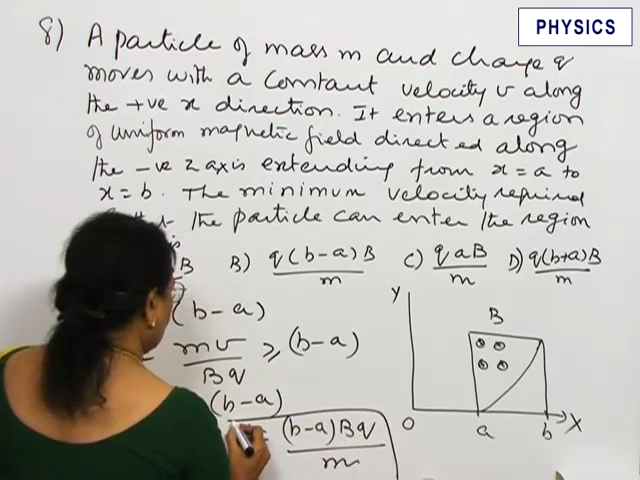 PHYSICS
8) A particle of mass m and charge q
moves with a constant velocity v along
the +ve x direction. It enters a region
of uniform magnetic field directed along
the -ve z axis extending from x = a to
x = b. The minimum velocity required
the particle can enter the region
is
B B) q(b-a)B/m C) qaB/m D) q(b+a)B/m
(b-a)
mv/Bq ≥ (b-a)
(b-a)
(b-a)Bq/m
Y
B
O a b X